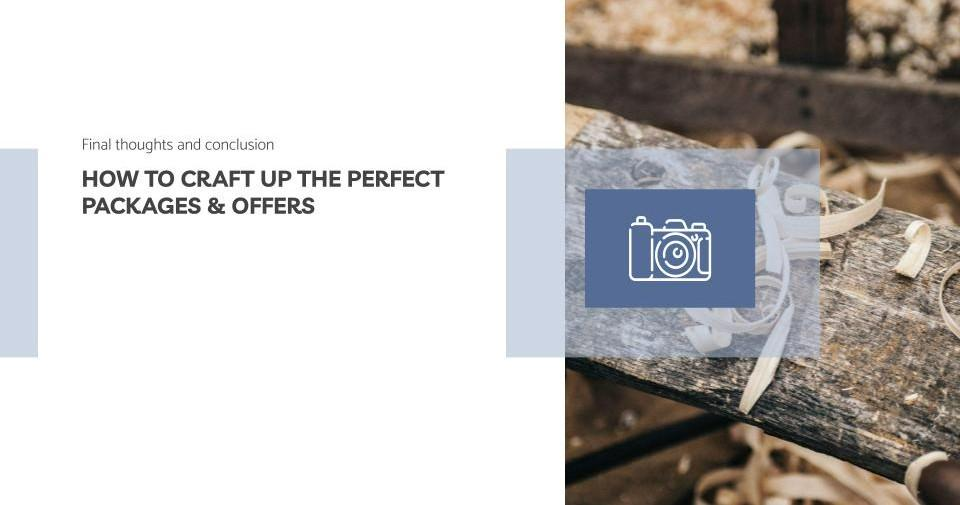 Final thoughts and conclusion
HOW TO CRAFT UP THE PERFECT
PACKAGES & OFFERS